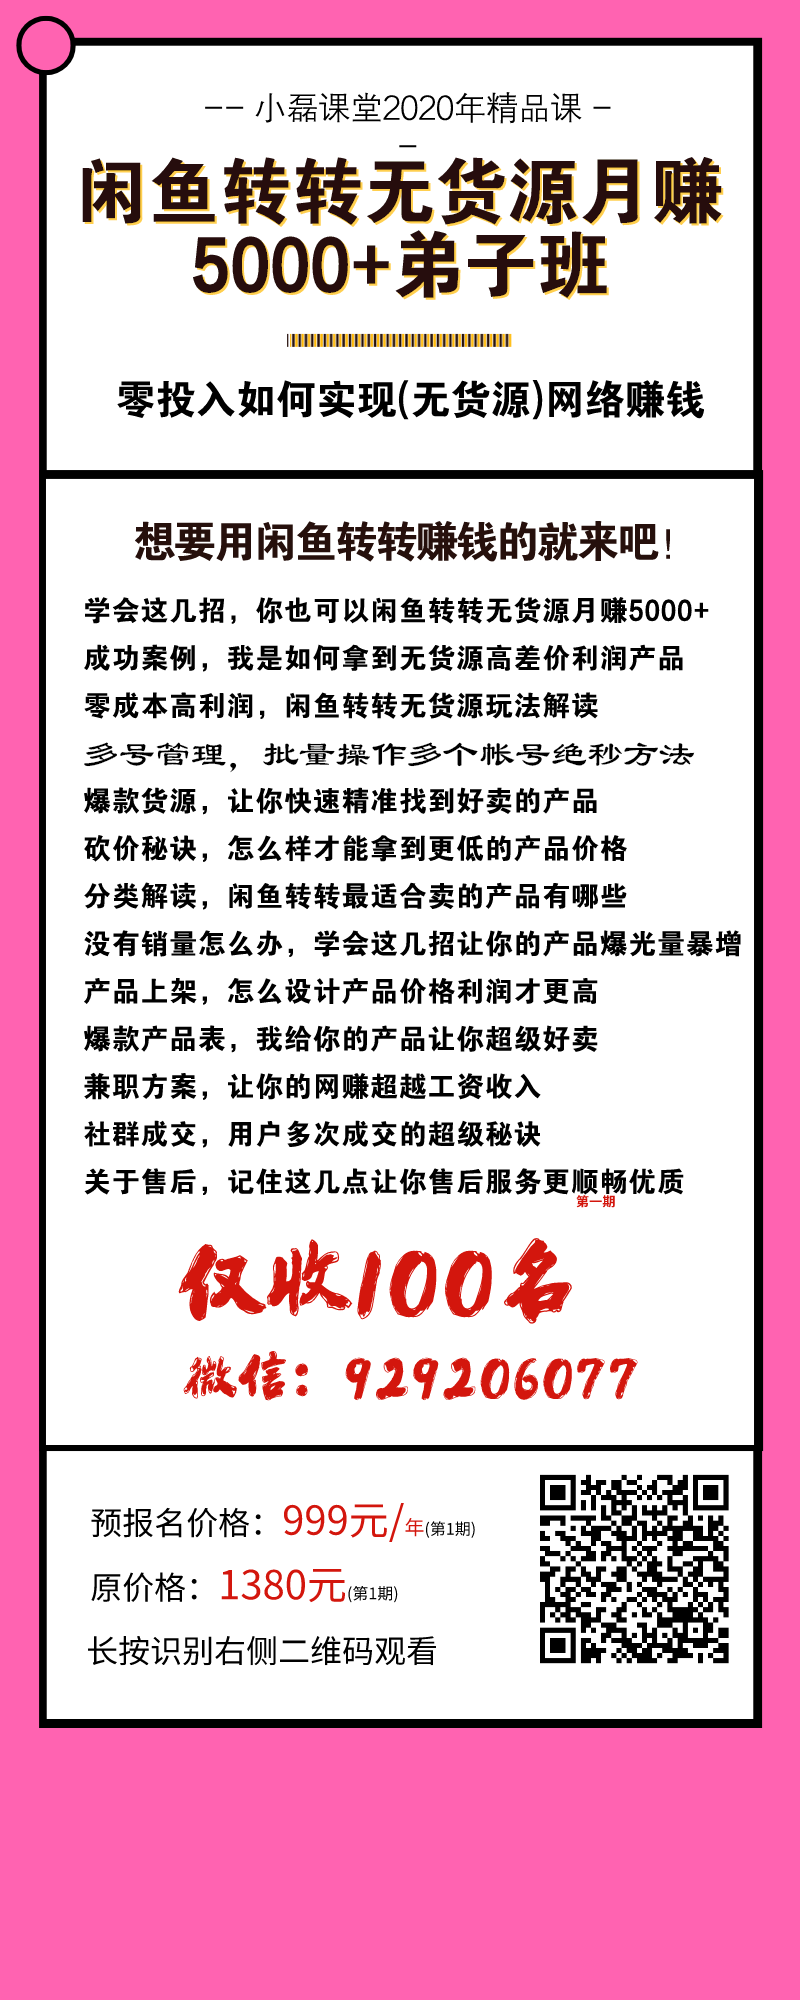 -- 小磊课堂2020年精品课 -
-
闲鱼转转无货源月赚
5000+弟子班
零投入如何实现(无货源)网络赚钱
想要用闲鱼转转赚钱的就来吧!
学会这几招，你也可以闲鱼转转无货源月赚5000+
成功案例，我是如何拿到无货源高差价利润产品
零成本高利润，闲鱼转转无货源玩法解读
多号管理，批量操作多个帐号绝秒方法
爆款货源，让你快速精准找到好卖的产品
砍价秘诀，怎么样才能拿到更低的产品价格
分类解读，闲鱼转转最适合卖的产品有哪些
没有销量怎么办，学会这几招让你的产品爆光量暴增
产品上架，怎么设计产品价格利润才更高
爆款产品表，我给你的产品让你超级好卖
兼职方案，让你的网赚超越工资收入
社群成交，用户多次成交的超级秘诀
关于售后，记住这几点让你售后服务更顺畅优质
第一期
仅收100名
微信：929206077
预报名价格：999元/年(第1期)
原价格：1380元(第1期)
长按识别右侧二维码观看